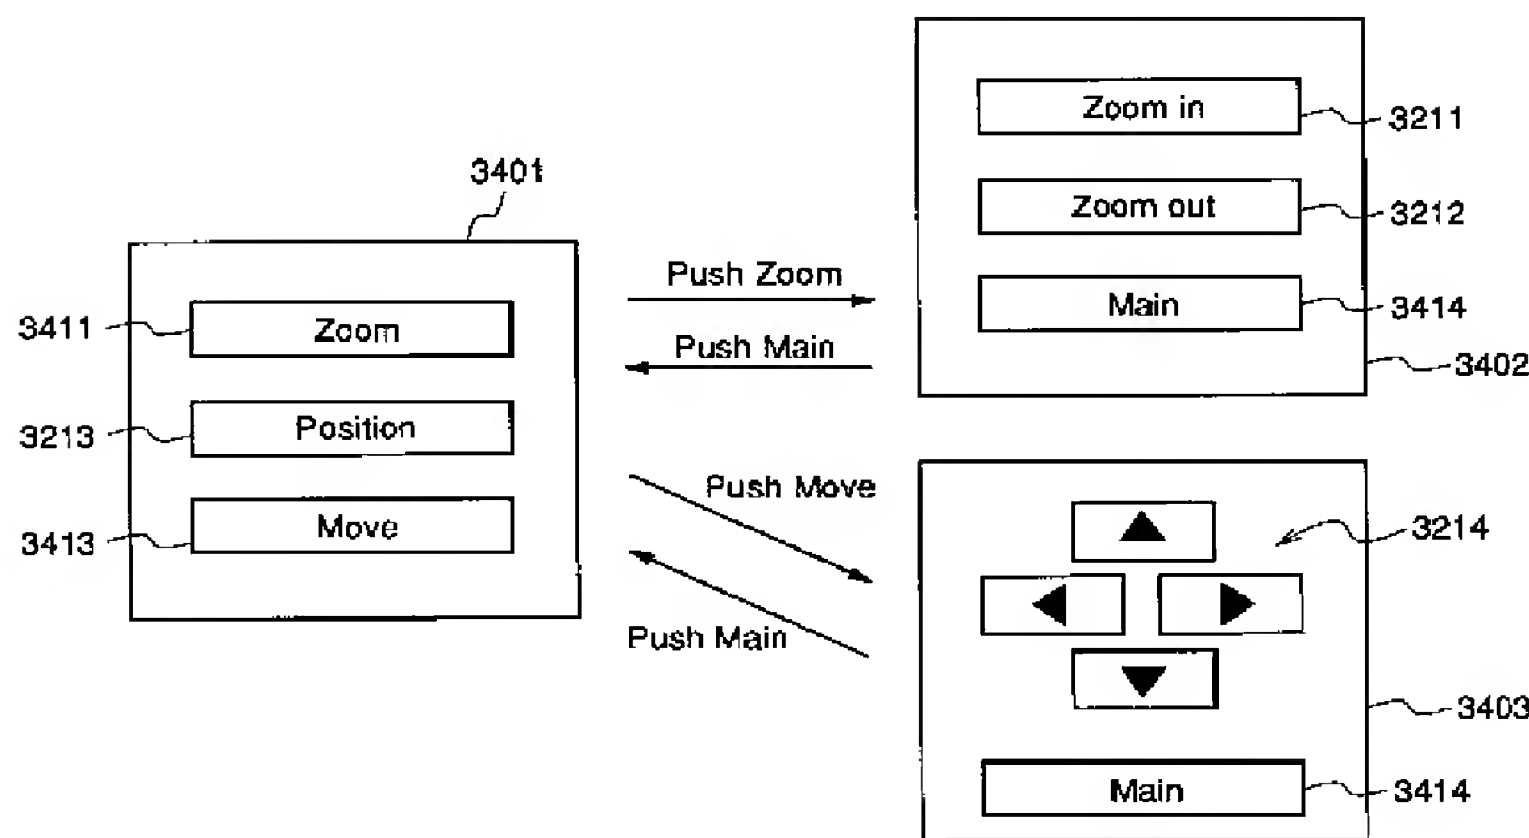 3401
3411
Zoom
3213
Position
3413
Move
Push Zoom
Push Main
Push Move
Push Main
Zoom in
3211
Zoom out
3212
Main
3414
3402
3214
3403
Main
3414